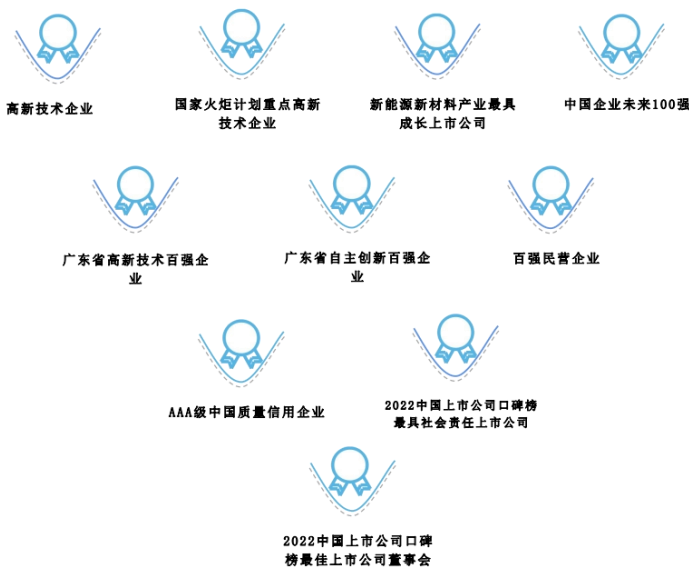 高新技术企业
国家火炬计划重点高新
技术企业
新能源新材料产业最具
成长上市公司
中国企业未来100强
广东省高新技术百强企
业
广东省自主创新百强企
业
百强民营企业
AAA级中国质量信用企业
2022中国上市公司口碑榜
最具社会责任上市公司
2022中国上市公司口碑
榜最佳上市公司董事会